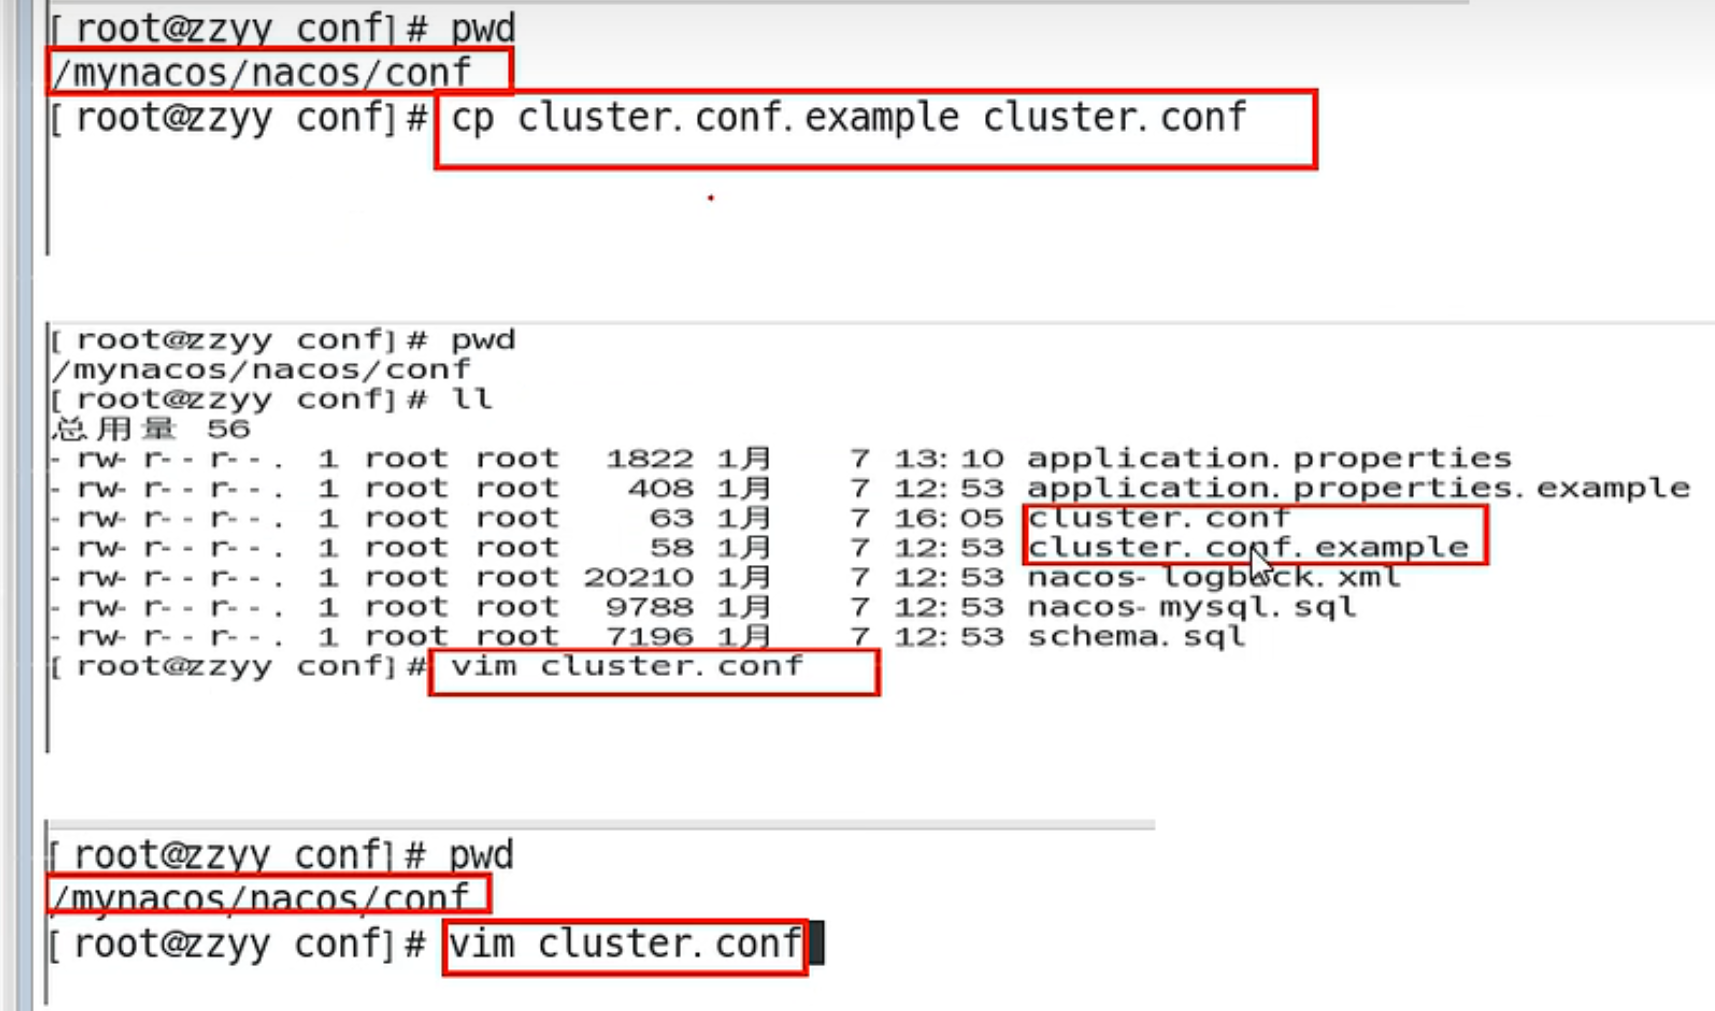 [root@zzyy conf]# pwd
/mynacos/nacos/conf
[root@zzyy conf]# cp cluster.conf.example cluster.conf
[root@zzyy conf]# pwd
/mynacos/nacos/conf
[root@zzyy conf]# ll
总用量 56
-rw-r--r--. 1 root root 1822 1月 7 13:10 application.properties
-rw-r--r--. 1 root root 408 1月 7 12:53 application.properties.example
-rw-r--r--. 1 root root 63 1月 7 16:05 cluster.conf
-rw-r--r--. 1 root root 58 1月 7 12:53 cluster.conf.example
-rw-r--r--. 1 root root 20210 1月 7 12:53 nacos-logback.xml
-rw-r--r--. 1 root root 9788 1月 7 12:53 nacos-mysql.sql
-rw-r--r--. 1 root root 7196 1月 7 12:53 schema.sql
[root@zzyy conf]# vim cluster.conf
[root@zzyy conf]# pwd
/mynacos/nacos/conf
[root@zzyy conf]# vim cluster.conf